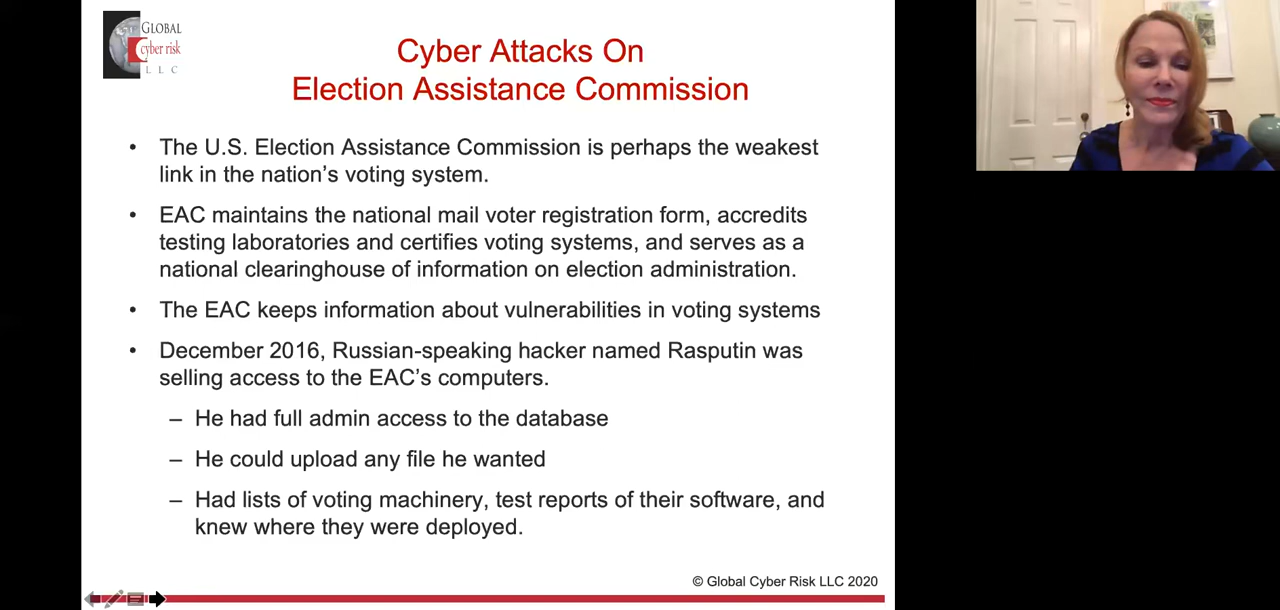 GLOBAL
cyber risk
L L C
Cyber Attacks On
Election Assistance Commission
• The U.S. Election Assistance Commission is perhaps the weakest
link in the nation’s voting system.
• EAC maintains the national mail voter registration form, accredits
testing laboratories and certifies voting systems, and serves as a
national clearinghouse of information on election administration.
• The EAC keeps information about vulnerabilities in voting systems
• December 2016, Russian-speaking hacker named Rasputin was
selling access to the EAC’s computers.
– He had full admin access to the database
– He could upload any file he wanted
– Had lists of voting machinery, test reports of their software, and
knew where they were deployed.
© Global Cyber Risk LLC 2020